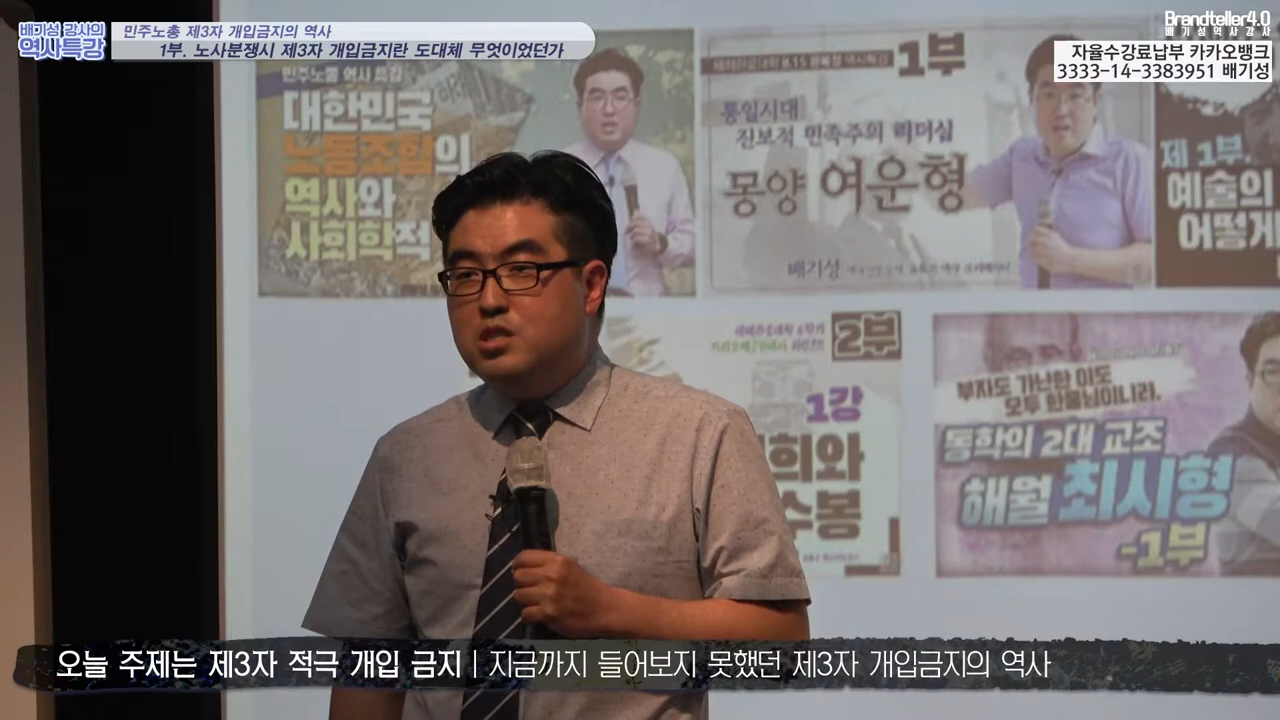 배기성 강사의
역사특강
민주노총 제3자 개입금지의 역사
1부. 노사분쟁시 제3자 개입금지란 도대체 무엇이었던가
Brandteller4.0
배기성역사강사
자율수강료납부 카카오뱅크
3333-14-3383951 배기성
민주노총 역사 특강
대한민국
노동조합의
역사와
사회학적
1부
통일시대
진보적 민족주의 리더십
몽양 여운형
배기성
제 1부.
예술의
어떻게
2부
1강
희와
수봉
부자도 가난한 이도
모두 한울님이니라.
동학의 2대 교조
해월 최시형
-1부
오늘 주제는 제3자 적극 개입 금지 | 지금까지 들어보지 못했던 제3자 개입금지의 역사